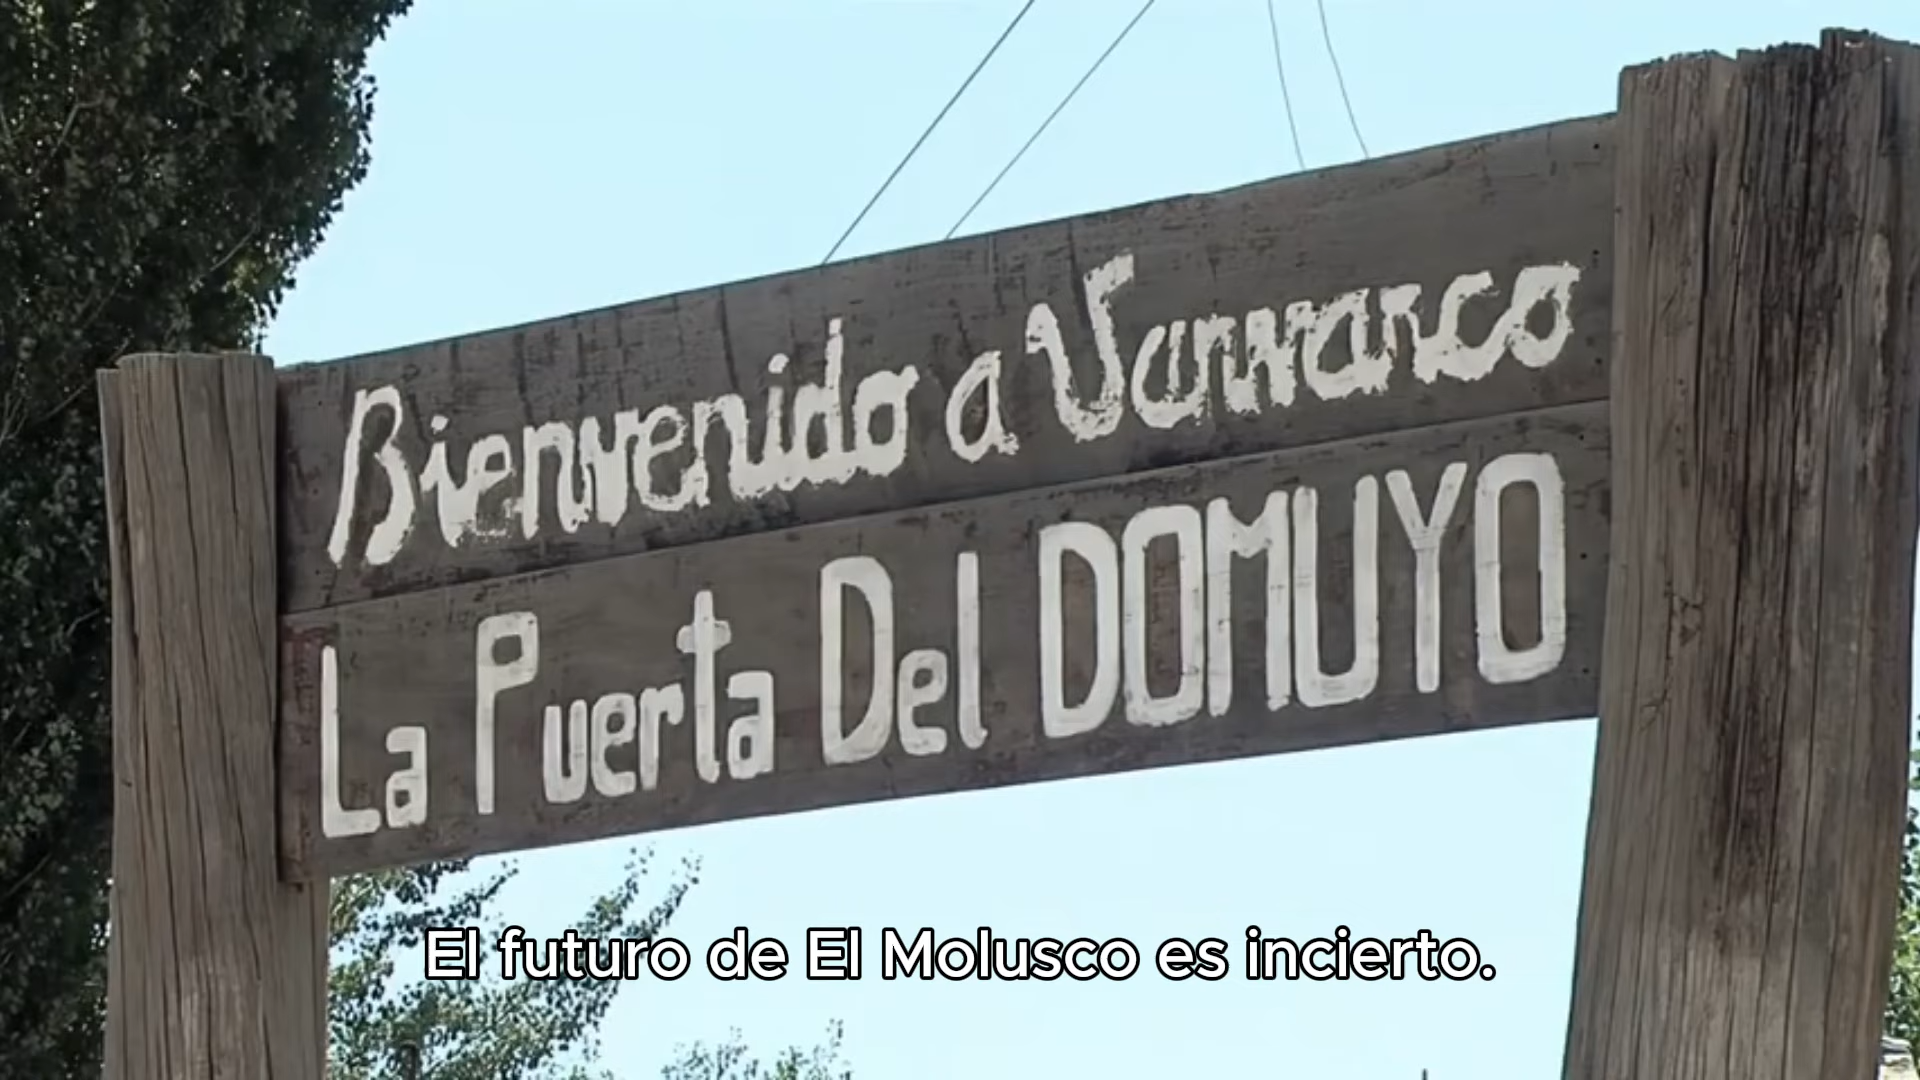 Bienvenido a Varvarco
La Puerta Del DOMUYO
El futuro de El Molusco es incierto.